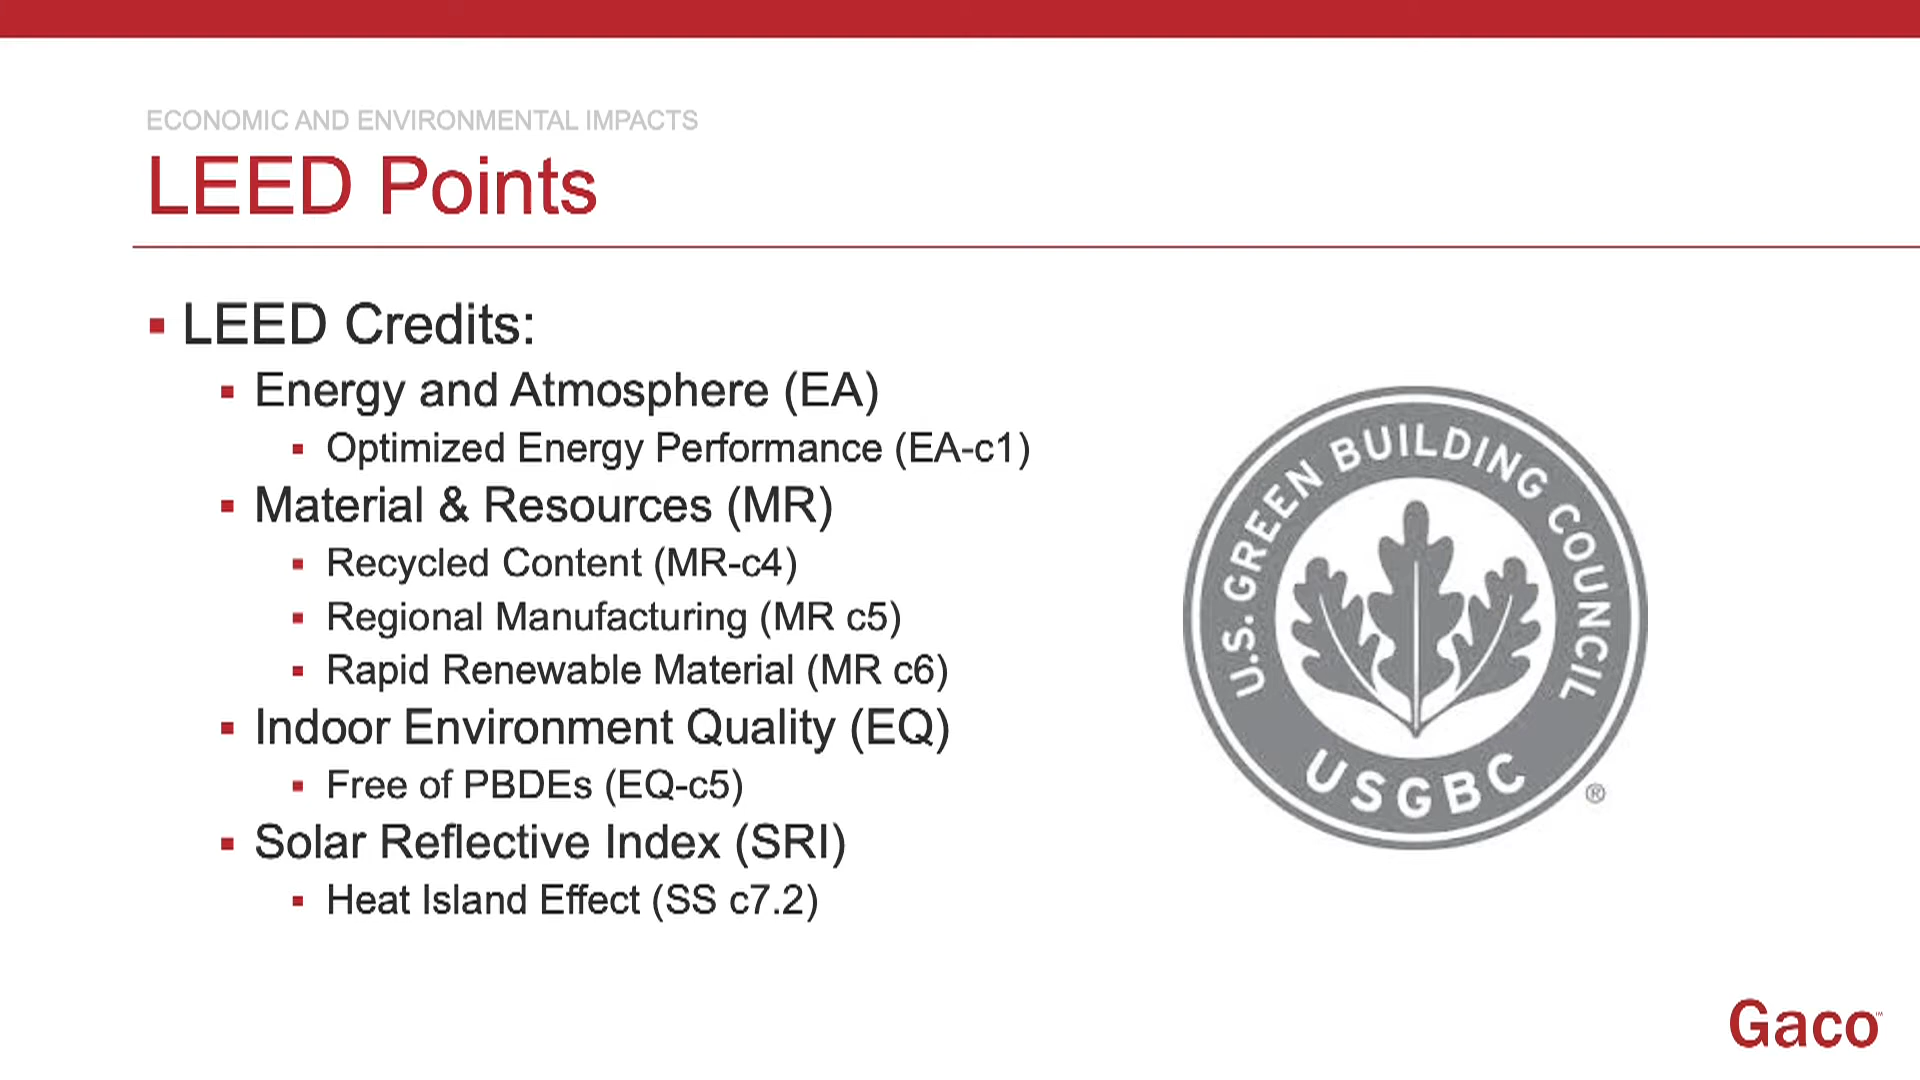 ECONOMIC AND ENVIRONMENTAL IMPACTS
LEED Points
LEED Credits:
Energy and Atmosphere (EA)
Optimized Energy Performance (EA-c1)
Material & Resources (MR)
Recycled Content (MR-c4)
Regional Manufacturing (MR c5)
Rapid Renewable Material (MR c6)
Indoor Environment Quality (EQ)
Free of PBDEs (EQ-c5)
Solar Reflective Index (SRI)
Heat Island Effect (SS c7.2)
U.S. GREEN BUILDING COUNCIL
USGBC
®
Gaco™